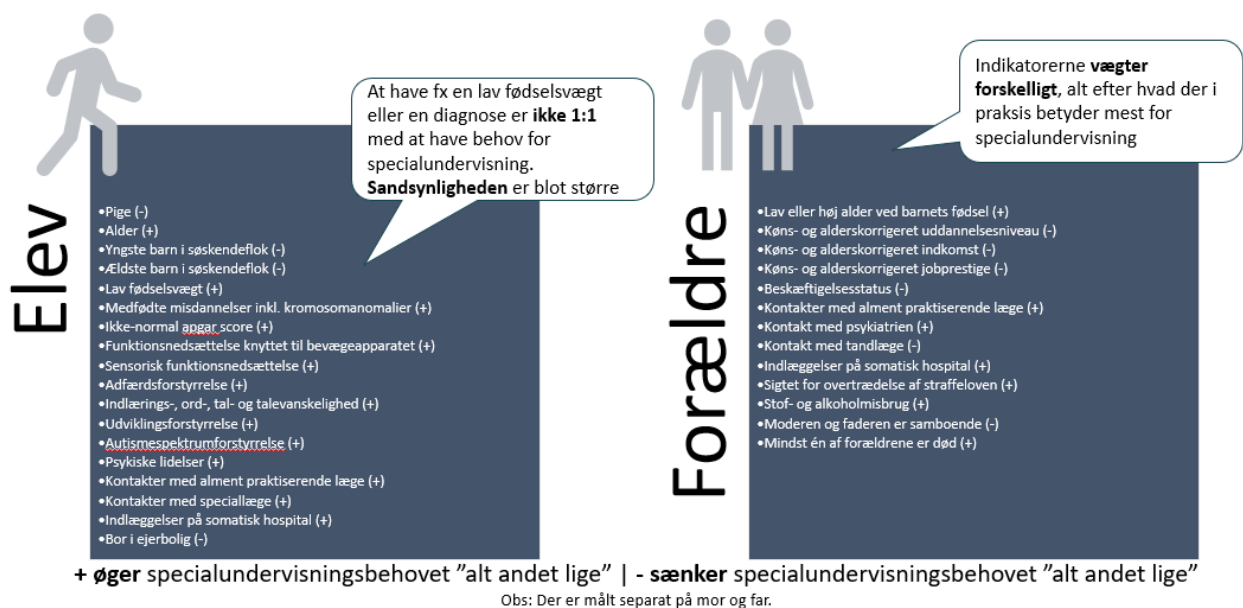 Elev
At have fx en lav fødselsvægt
eller en diagnose er ikke 1:1
med at have behov for
specialundervisning.
Sandsynligheden er blot større
•Pige (-)
•Alder (+)
•Yngste barn i søskendeflok (-)
•Ældste barn i søskendeflok (-)
•Lav fødselsvægt (+)
•Medfødte misdannelser inkl. kromosomanomalier (+)
•Ikke-normal apgar score (+)
•Funktionsnedsættelse knyttet til bevægeapparatet (+)
•Sensorisk funktionsnedsættelse (+)
•Adfærdsforstyrrelse (+)
•Indlærings-, ord-, tal- og talevanskelighed (+)
•Udviklingsforstyrrelse (+)
•Autismespektrumforstyrrelse (+)
•Psykiske lidelser (+)
•Kontakter med alment praktiserende læge (+)
•Kontakter med speciallæge (+)
•Indlæggelser på somatisk hospital (+)
•Bor i ejerbolig (-)
Forældre
Indikatorerne vægter
forskelligt, alt efter hvad der i
praksis betyder mest for
specialundervisning
•Lav eller høj alder ved barnets fødsel (+)
•Køns- og alderskorrigeret uddannelsesniveau (-)
•Køns- og alderskorrigeret indkomst (-)
•Køns- og alderskorrigeret jobprestige (-)
•Beskæftigelsesstatus (-)
•Kontakter med alment praktiserende læge (+)
•Kontakt med psykiatrien (+)
•Kontakt med tandlæge (-)
•Indlæggelser på somatisk hospital (+)
•Sigtet for overtrædelse af straffeloven (+)
•Stof- og alkoholmisbrug (+)
•Moderen og faderen er samboende (-)
•Mindst én af forældrene er død (+)
+ øger specialundervisningsbehovet ”alt andet lige” | - sænker specialundervisningsbehovet ”alt andet lige”
Obs: Der er målt separat på mor og far.